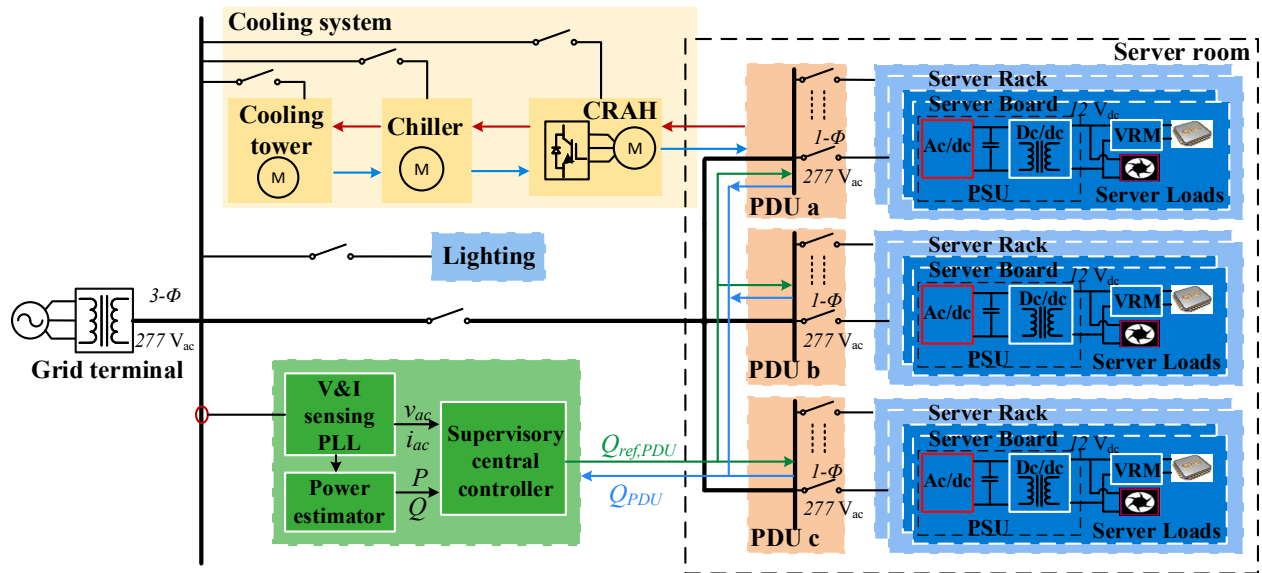 Cooling system
Cooling
tower
M
Chiller
M
CRAH
M
Lighting
3-Φ
277 Vac
Grid terminal
V&I
sensing
PLL
vac
iac
Power
estimator
P
Q
Supervisory
central
controller
Qref,PDU
QPDU
Server room
1-Φ
277 Vac
PDU a
Server Rack
Server Board
12 Vdc
Ac/dc
Dc/dc
VRM
PSU
Server Loads
1-Φ
277 Vac
PDU b
Server Rack
Server Board
12 Vdc
Ac/dc
Dc/dc
VRM
PSU
Server Loads
1-Φ
277 Vac
PDU c
Server Rack
Server Board
12 Vdc
Ac/dc
Dc/dc
VRM
PSU
Server Loads